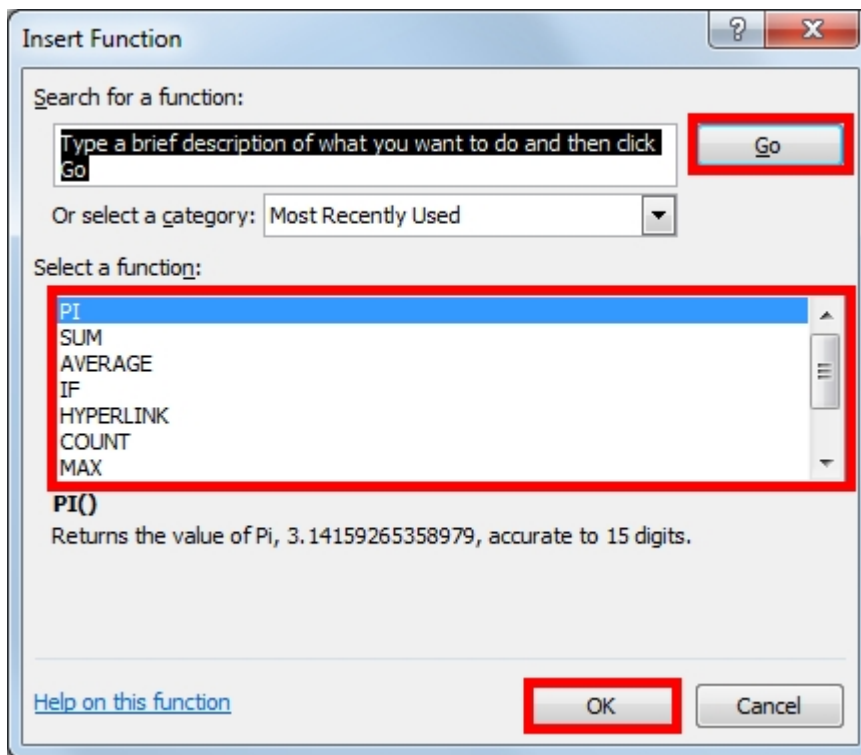 Insert Function
?
Search for a function:
Type a brief description of what you want to do and then click
Go
Go
Or select a category: Most Recently Used
Select a function:
PI
SUM
AVERAGE
IF
HYPERLINK
COUNT
MAX
PI()
Returns the value of Pi, 3.14159265358979, accurate to 15 digits.
Help on this function
OK
Cancel